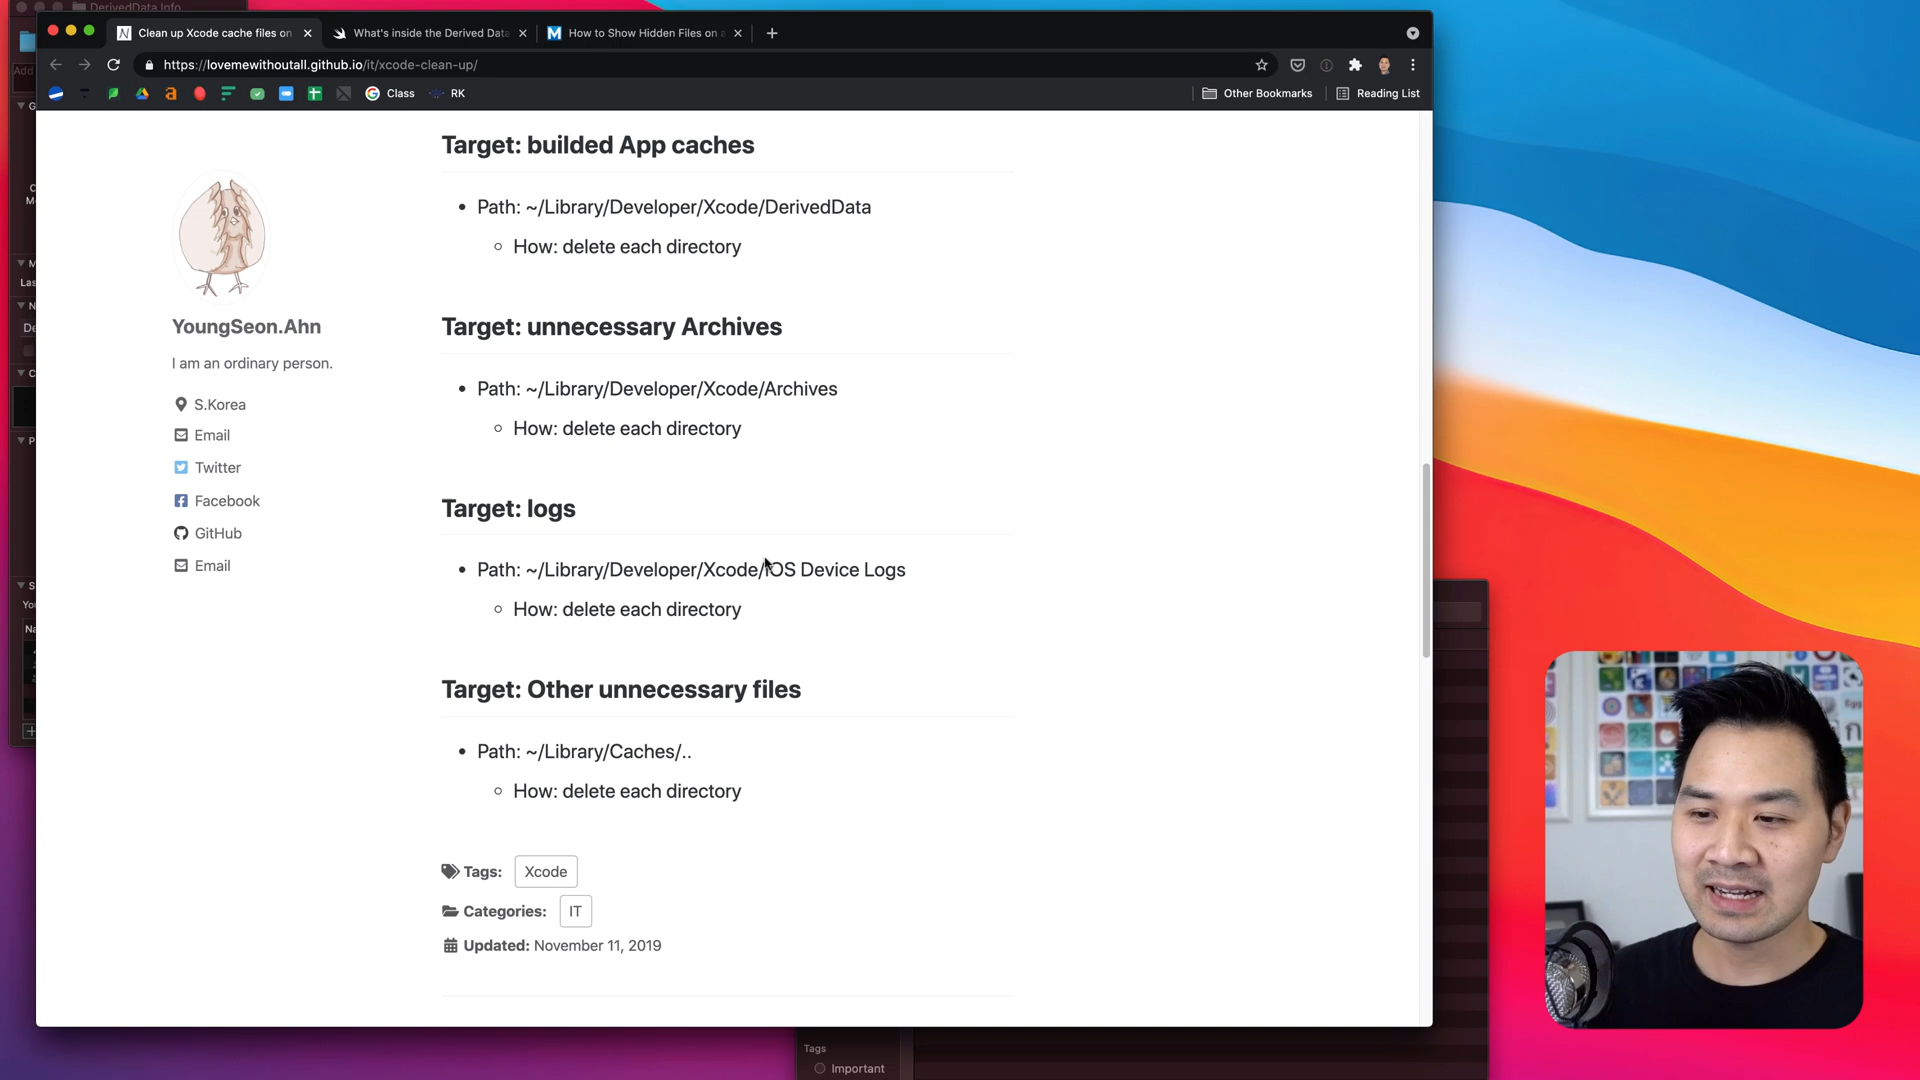 DerivedData Info
Clean up Xcode cache files on
What's inside the Derived Data
How to Show Hidden Files on a
https://lovemewithoutall.github.io/it/xcode-clean-up/
Class
RK
Other Bookmarks
Reading List
Add
Target: builded App caches
Path: ~/Library/Developer/Xcode/DerivedData
How: delete each directory
YoungSeon.Ahn
I am an ordinary person.
S.Korea
Email
Twitter
Facebook
GitHub
Email
Target: unnecessary Archives
Path: ~/Library/Developer/Xcode/Archives
How: delete each directory
Target: logs
Path: ~/Library/Developer/Xcode/iOS Device Logs
How: delete each directory
Target: Other unnecessary files
Path: ~/Library/Caches/..
How: delete each directory
Tags: Xcode
Categories: IT
Updated: November 11, 2019
Tags
Important